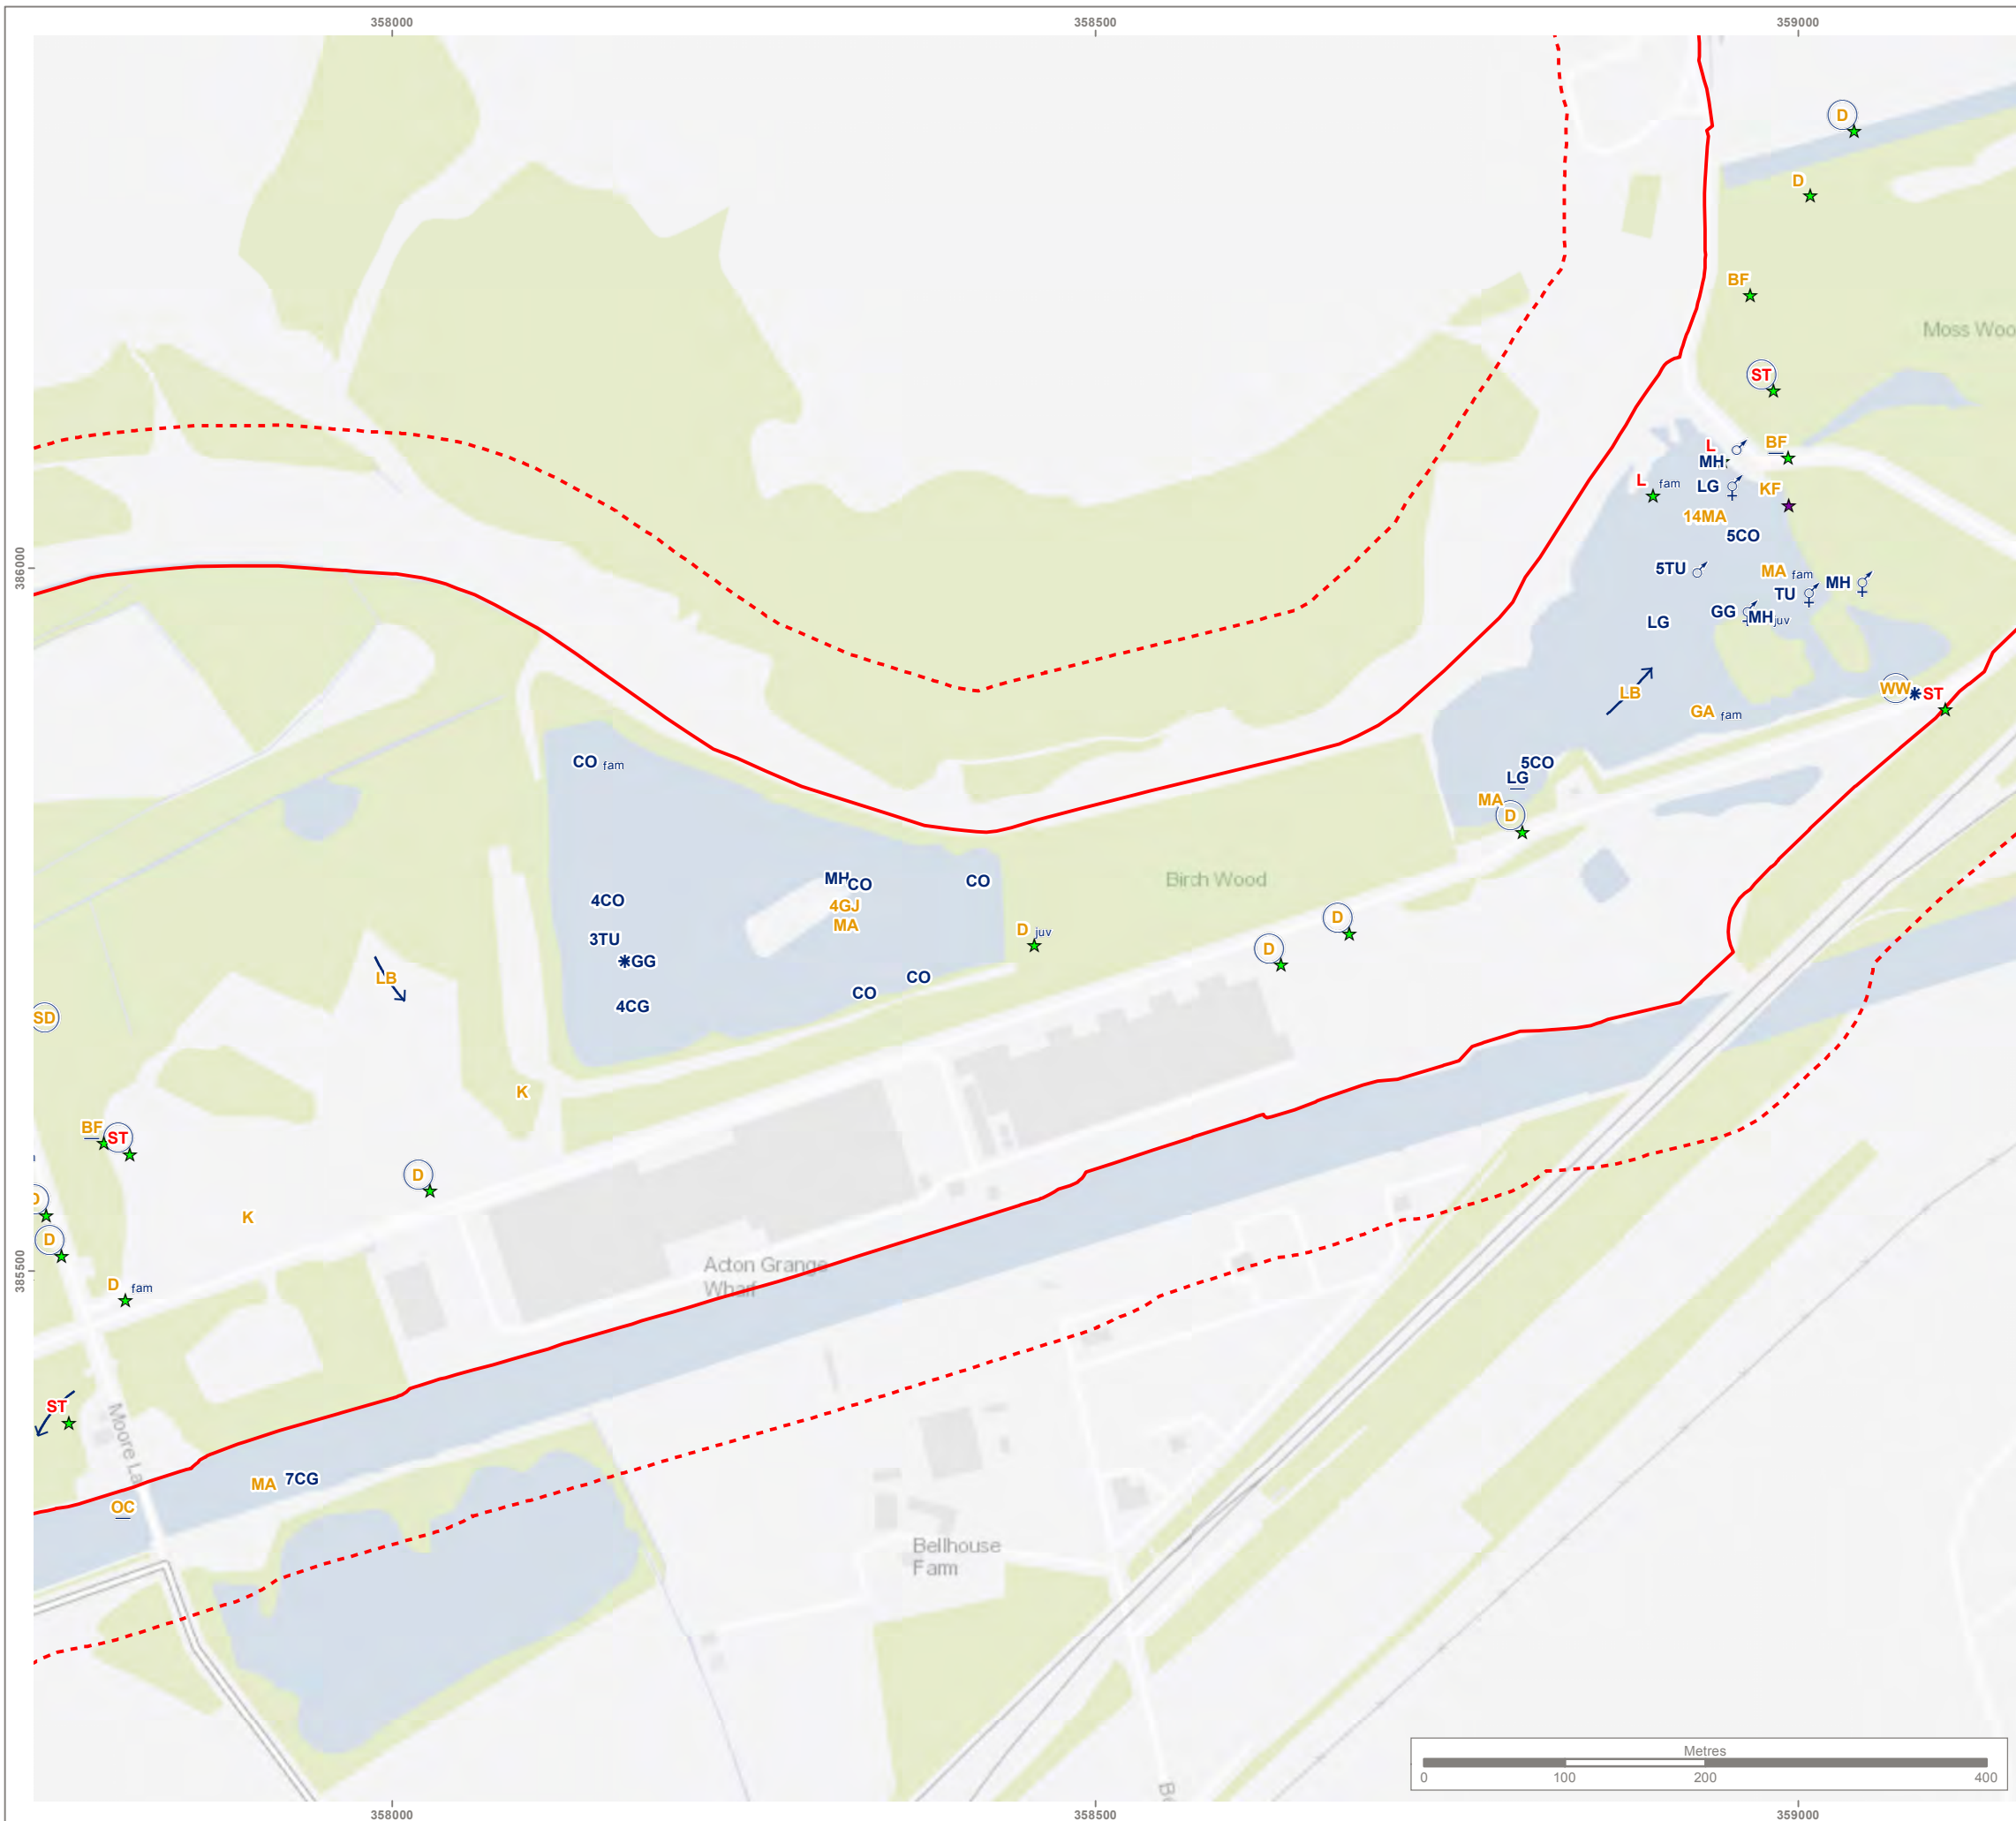 358000
358500
359000
D
D
BF
Moss Woo
ST
L
MH
BF
L fam
LG
KF
14MA
5CO
386000
5TU
MA fam
MH
TU
GG
MH juv
LG
LB
WW
ST
GA fam
CO fam
5CO
LG
MA
D
MH
CO
CO
Birch Wood
4CO
4GJ
MA
D juv
D
3TU
GG
D
LB
CO
CO
4CG
SD
K
BF
ST
D
D
K
D
385500
Acton Grange
Wharf
D fam
ST
Moore La
MA
7CG
OC
Bellhouse
Farm
Metres
0
100
200
400
358000
358500
359000